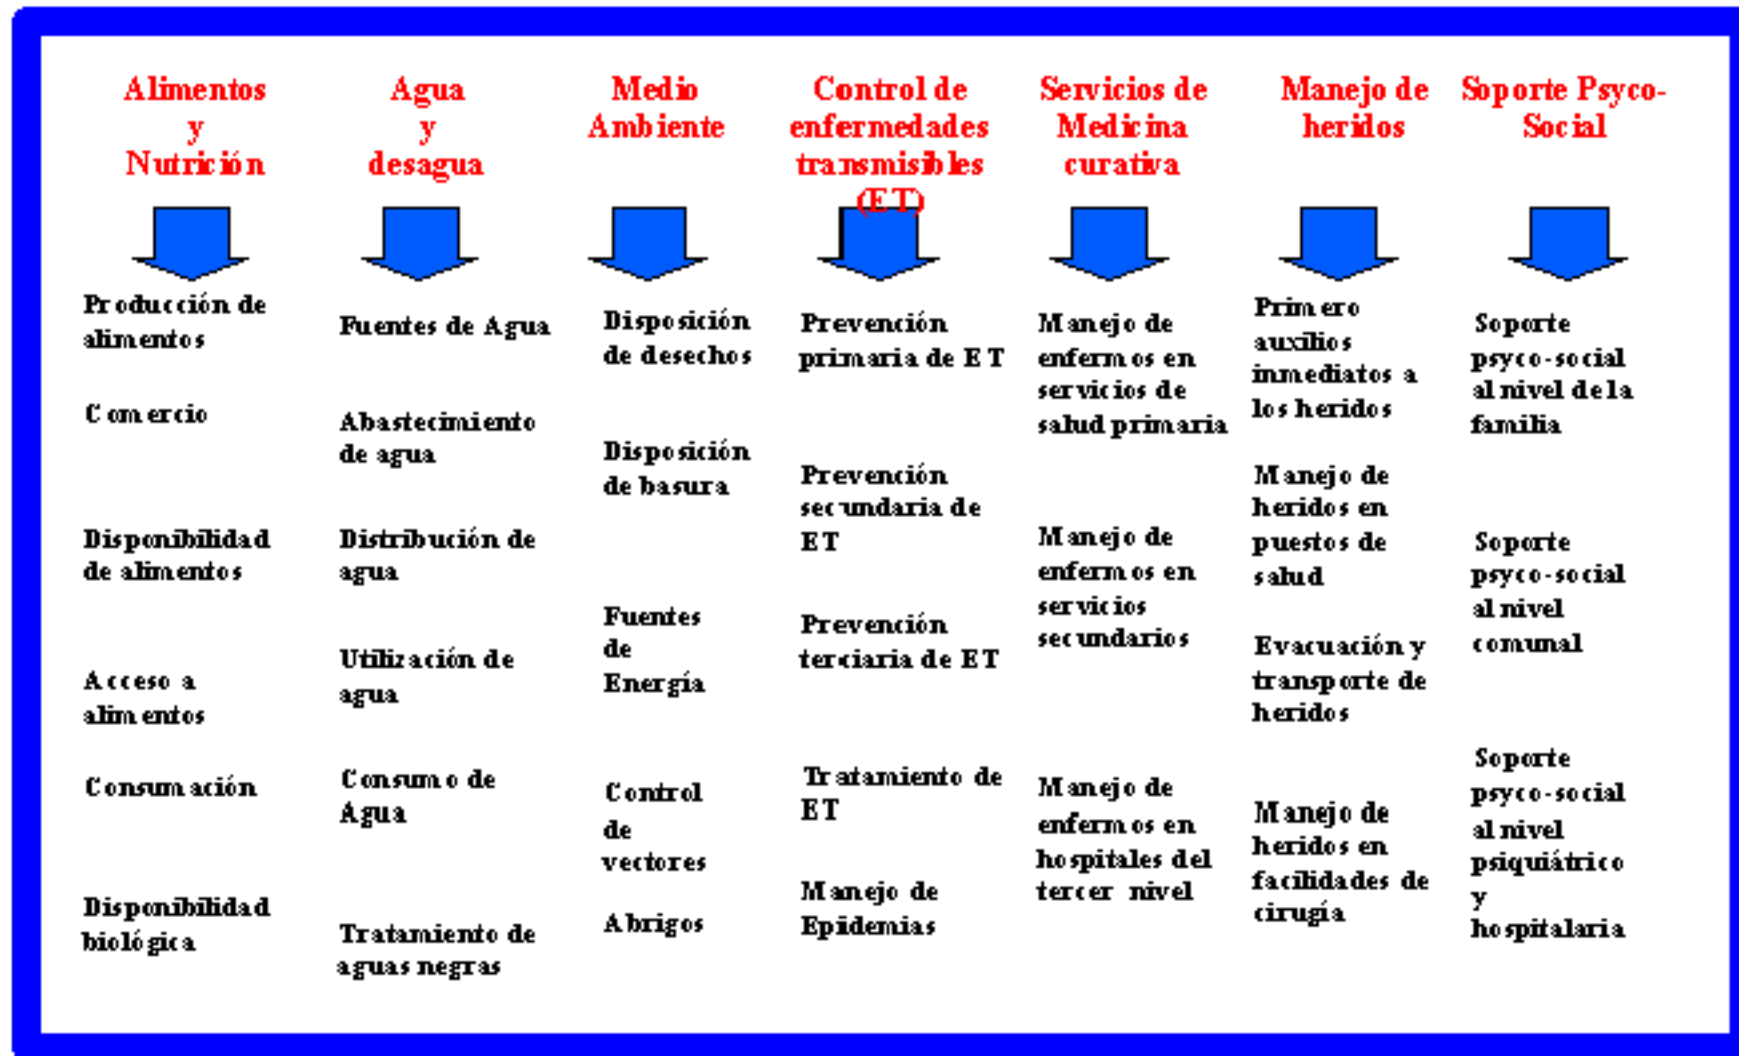 Alimentos
y
Nutrición
Agua
y
desagua
Medio
Ambiente
Control de
enfermedades
transmisibles
(ET)
Servicios de
Medicina
curativa
Manejo de
heridos
Soporte Psyco-
Social
Producción de
alimentos
Comercio
Disponibilidad
de alimentos
Acceso a
alimentos
Consumación
Disponibilidad
biológica
Fuentes de Agua
Abastecimiento
de agua
Distribución de
agua
Utilización de
agua
Consumo de
Agua
Tratamiento de
aguas negras
Disposición
de desechos
Disposición
de basura
Fuentes
de
Energía
Control
de
vectores
Abrigos
Prevención
primaria de ET
Prevención
secundaria de
ET
Prevención
terciaria de ET
Tratamiento de
ET
Manejo de
Epidemias
Manejo de
enfermos en
servicios de
salud primaria
Manejo de
enfermos en
servicios
secundarios
Manejo de
enfermos en
hospitales del
tercer nivel
Primero
auxilios
inmediatos a
los heridos
Manejo de
heridos en
puestos de
salud
Evacuación y
transporte de
heridos
Manejo de
heridos en
facilidades de
cirugía
Soporte
psyco-social
al nivel de la
familia
Soporte
psyco-social
al nivel
comunal
Soporte
psyco-social
al nivel
psiquiátrico
y
hospitalaria